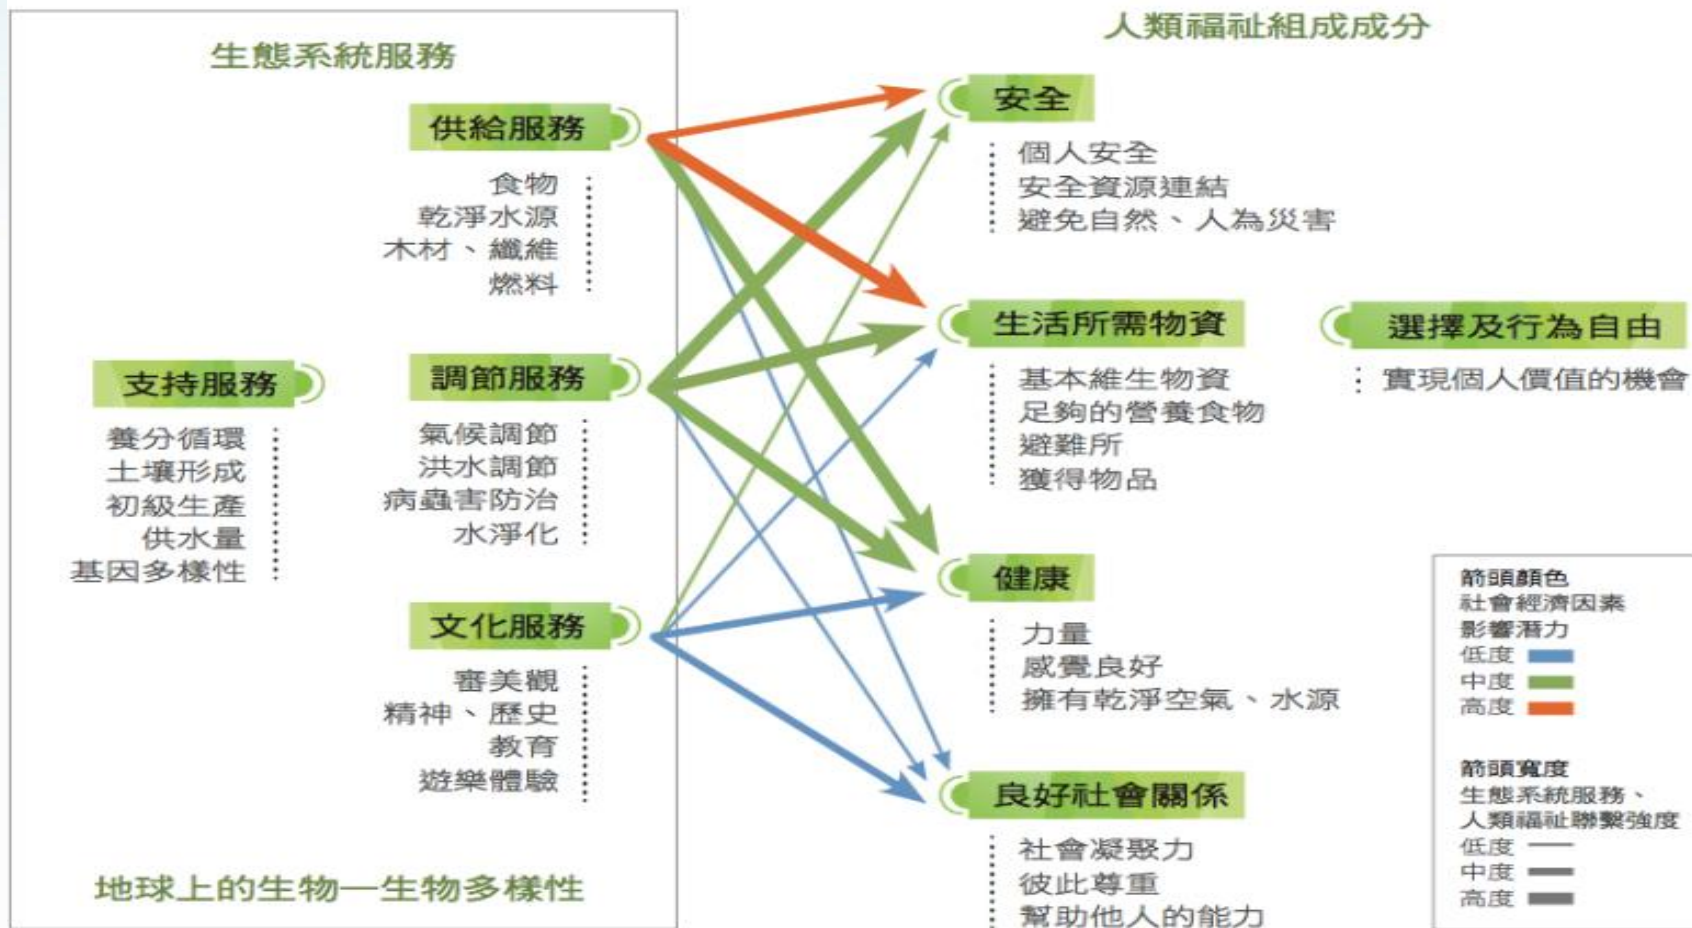 生態系統服務
供給服務
食物
乾淨水源
木材、纖維
燃料
支持服務
養分循環
土壤形成
初級生產
供水量
基因多樣性
調節服務
氣候調節
洪水調節
病蟲害防治
水淨化
文化服務
審美觀
精神、歷史
教育
遊樂體驗
地球上的生物—生物多樣性
人類福祉組成成分
安全
個人安全
安全資源連結
避免自然、人為災害
生活所需物資
基本維生物資
足夠的營養食物
避難所
獲得物品
健康
力量
感覺良好
擁有乾淨空氣、水源
良好社會關係
社會凝聚力
彼此尊重
幫助他人的能力
選擇及行為自由
實現個人價值的機會
箭頭顏色
社會經濟因素
影響潛力
低度
中度
高度
箭頭寬度
生態系統服務、
人類福祉聯繫強度
低度
中度
高度